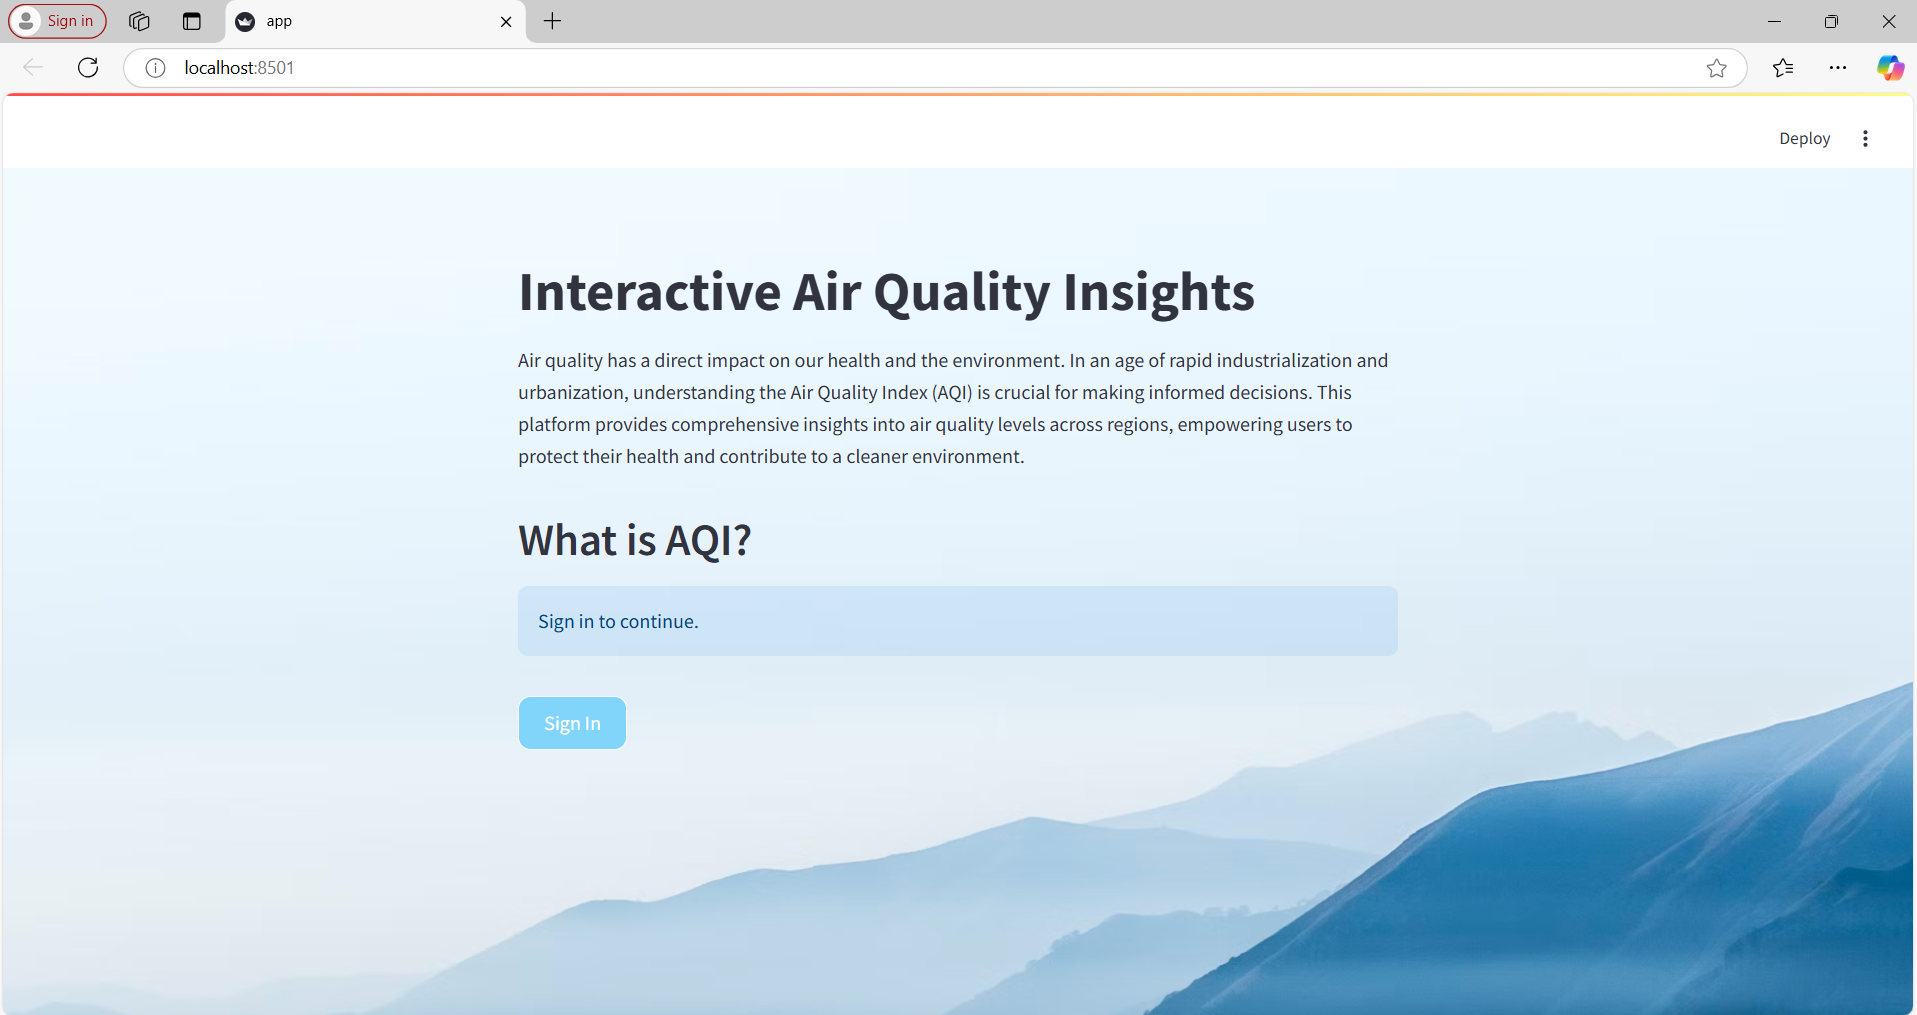 Sign in
app
localhost:8501
Deploy
Interactive Air Quality Insights
Air quality has a direct impact on our health and the environment. In an age of rapid industrialization and
urbanization, understanding the Air Quality Index (AQI) is crucial for making informed decisions. This
platform provides comprehensive insights into air quality levels across regions, empowering users to
protect their health and contribute to a cleaner environment.
What is AQI?
Sign in to continue.
Sign In